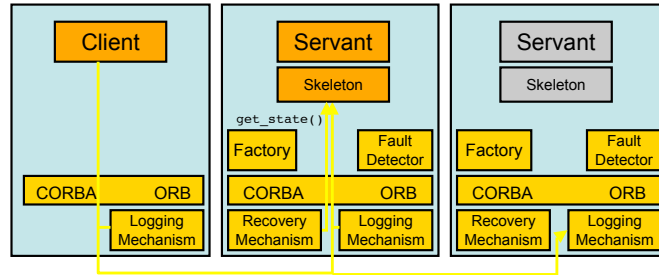 Client
CORBA ORB
Logging
Mechanism
Servant
Skeleton
get_state()
Factory
Fault
Detector
CORBA ORB
Recovery
Mechanism
Logging
Mechanism
Servant
Skeleton
Factory
Fault
Detector
CORBA ORB
Recovery
Mechanism
Logging
Mechanism